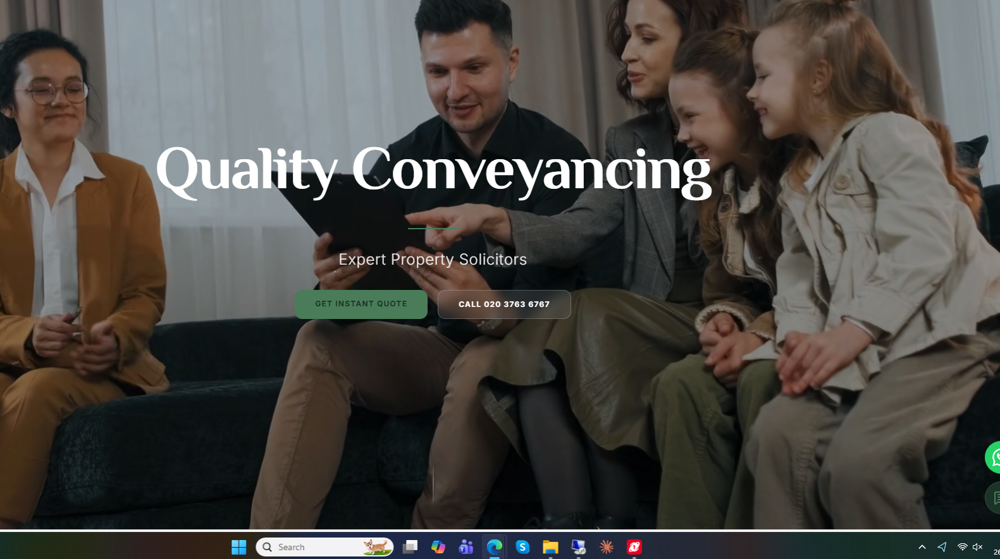 Quality Conveyancing
Expert Property Solicitors
GET INSTANT QUOTE
CALL 020 3763 6767
Search